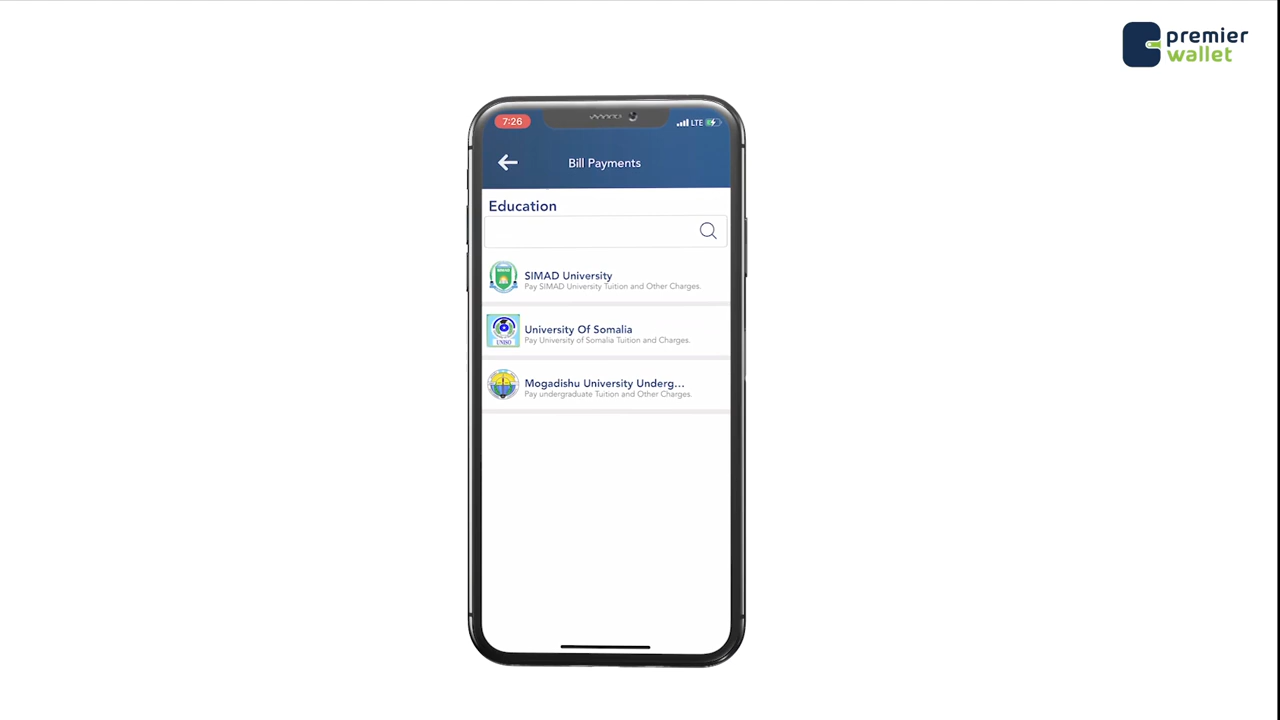 premier
wallet
7:26
LTE
Bill Payments
Education
SIMAD University
Pay SIMAD University Tuition and Other Charges.
University Of Somalia
Pay University of Somalia Tuition and Charges.
UNISO
Mogadishu University Underg...
Pay undergraduate Tuition and Other Charges.